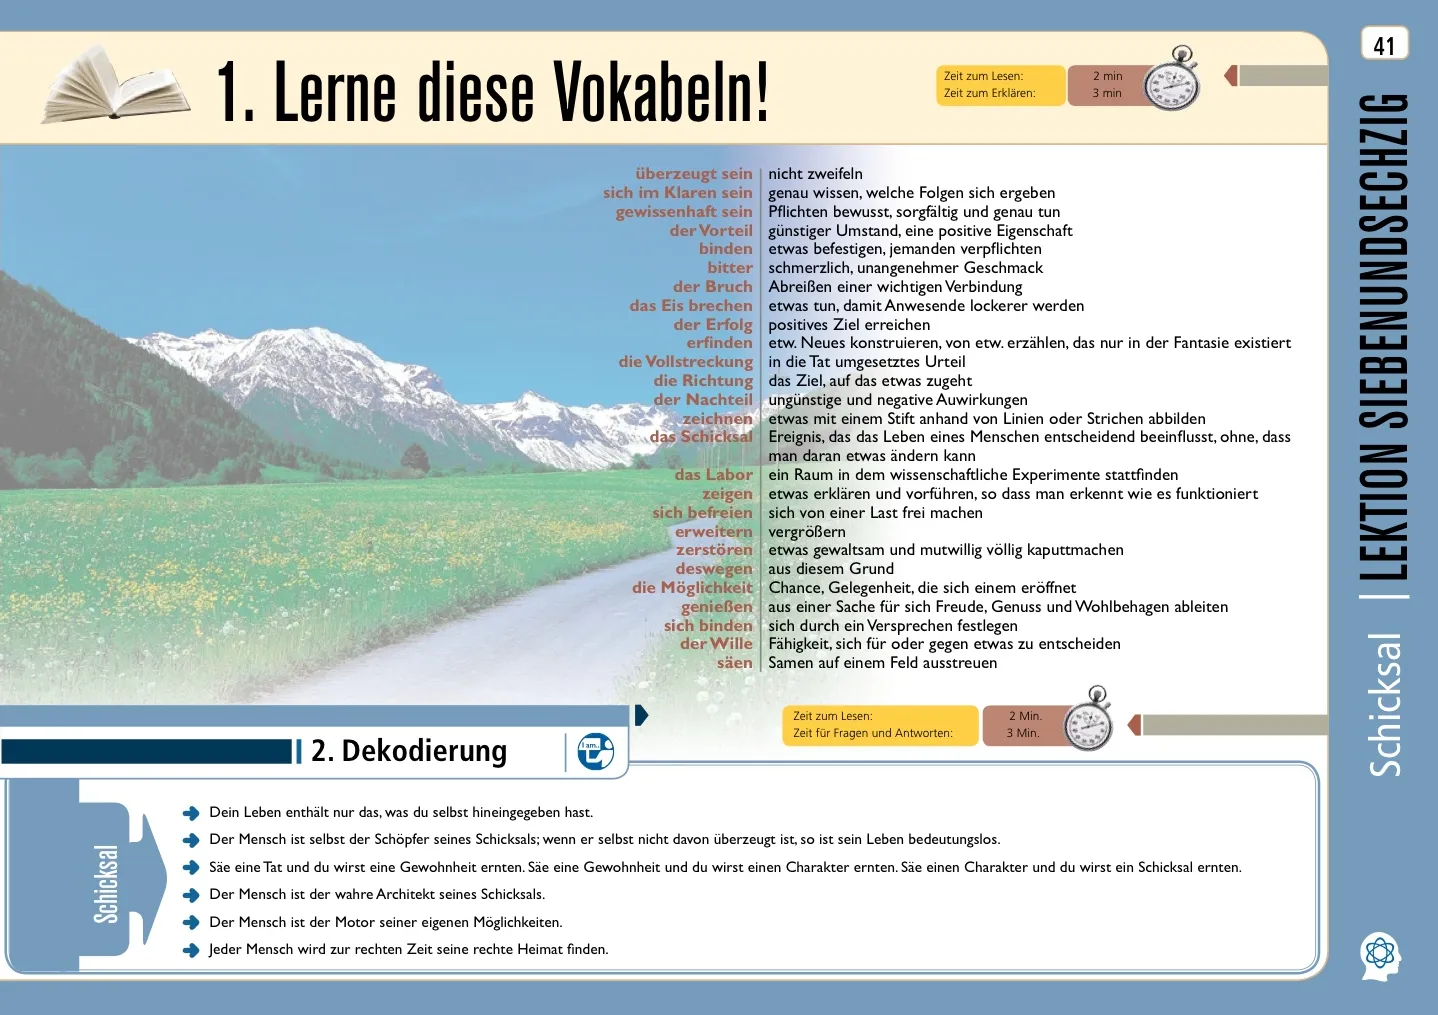 41
1. Lerne diese Vokabeln!
Zeit zum Lesen: 2 min
Zeit zum Erklären: 3 min
überzeugt sein nicht zweifeln
sich im Klaren sein genau wissen, welche Folgen sich ergeben
gewissenhaft sein Pflichten bewusst, sorgfältig und genau tun
der Vorteil günstiger Umstand, eine positive Eigenschaft
binden etwas befestigen, jemanden verpflichten
bitter schmerzlich, unangenehmer Geschmack
der Bruch Abreißen einer wichtigen Verbindung
das Eis brechen etwas tun, damit Anwesende lockerer werden
der Erfolg positives Ziel erreichen
erfinden etw. Neues konstruieren, von etw. erzählen, das nur in der Fantasie existiert
die Vollstreckung in die Tat umgesetztes Urteil
die Richtung das Ziel, auf das etwas zugeht
der Nachteil ungünstige und negative Auwirkungen
zeichnen etwas mit einem Stift anhand von Linien oder Strichen abbilden
das Schicksal Ereignis, das das Leben eines Menschen entscheidend beeinflusst, ohne, dass
man daran etwas ändern kann
das Labor ein Raum in dem wissenschaftliche Experimente stattfinden
zeigen etwas erklären und vorführen, so dass man erkennt wie es funktioniert
sich befreien sich von einer Last frei machen
erweitern vergrößern
zerstören etwas gewaltsam und mutwillig völlig kaputtmachen
deswegen aus diesem Grund
die Möglichkeit Chance, Gelegenheit, die sich einem eröffnet
genießen aus einer Sache für sich Freude, Genuss und Wohlbehagen ableiten
sich binden sich durch ein Versprechen festlegen
der Wille Fähigkeit, sich für oder gegen etwas zu entscheiden
säen Samen auf einem Feld ausstreuen
Zeit zum Lesen: 2 Min.
Zeit für Fragen und Antworten: 3 Min.
2. Dekodierung
I am..
Schicksal
Dein Leben enthält nur das, was du selbst hineingegeben hast.
Der Mensch ist selbst der Schöpfer seines Schicksals; wenn er selbst nicht davon überzeugt ist, so ist sein Leben bedeutungslos.
Säe eine Tat und du wirst eine Gewohnheit ernten. Säe eine Gewohnheit und du wirst einen Charakter ernten. Säe einen Charakter und du wirst ein Schicksal ernten.
Der Mensch ist der wahre Architekt seines Schicksals.
Der Mensch ist der Motor seiner eigenen Möglichkeiten.
Jeder Mensch wird zur rechten Zeit seine rechte Heimat finden.
Schicksal | LEKTION SIEBENUNDSECHZIG